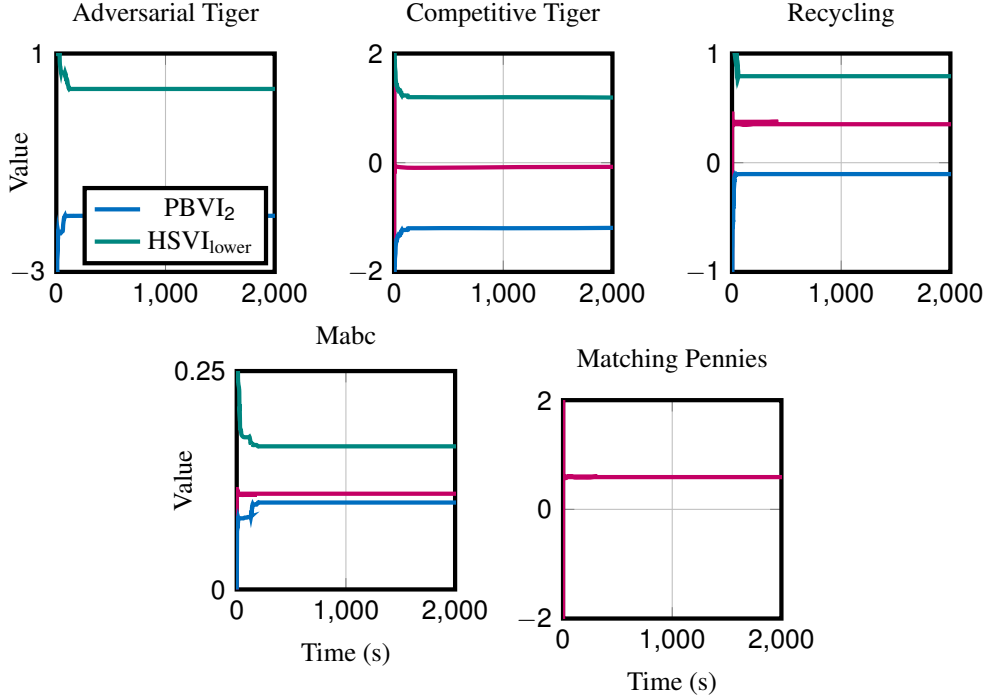 Adversarial Tiger
Competitive Tiger
Recycling
1
Value
−3
0
1,000
2,000
PBVI2
HSVIlower
2
0
−2
0
1,000
2,000
1
0
−1
0
1,000
2,000
Mabc
0.25
Value
0
0
1,000
2,000
Time (s)
Matching Pennies
2
0
−2
0
1,000
2,000
Time (s)